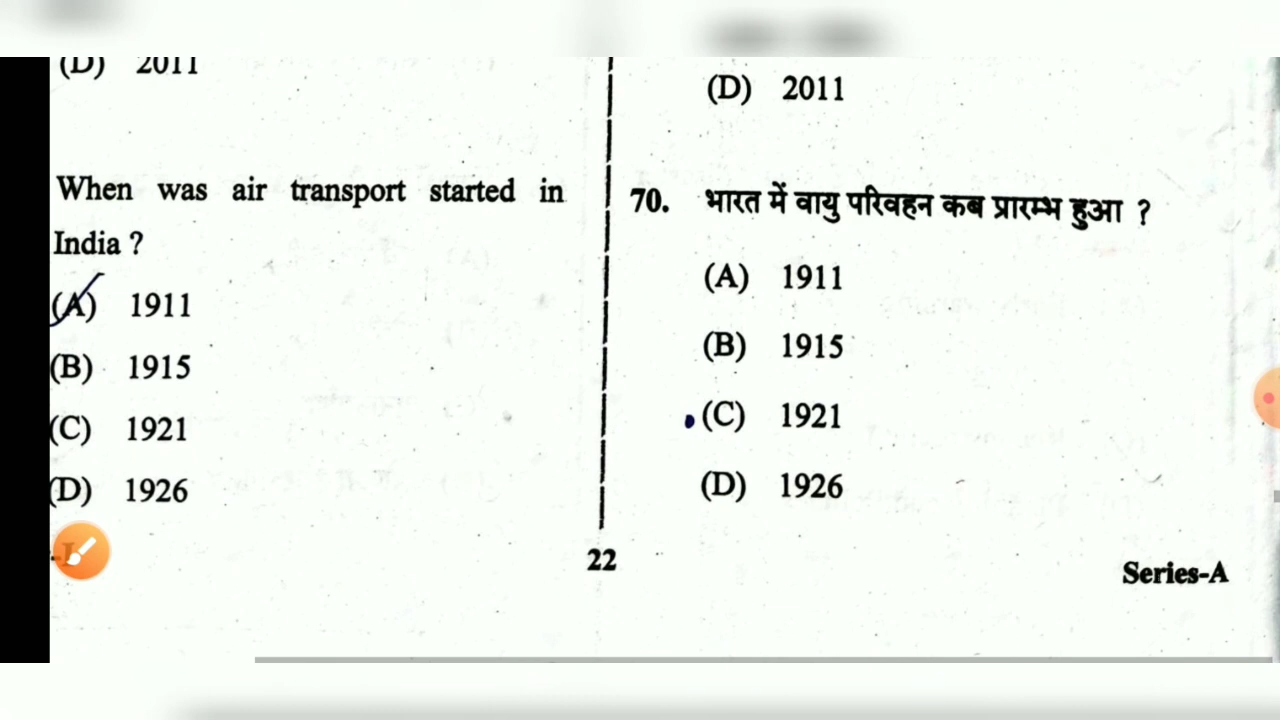 (D) 2011
When was air transport started in
India ?
(A) 1911
(B) 1915
(C) 1921
(D) 1926
(D) 2011
70. भारत में वायु परिवहन कब प्रारम्भ हुआ ?
(A) 1911
(B) 1915
(C) 1921
(D) 1926
22
Series-A